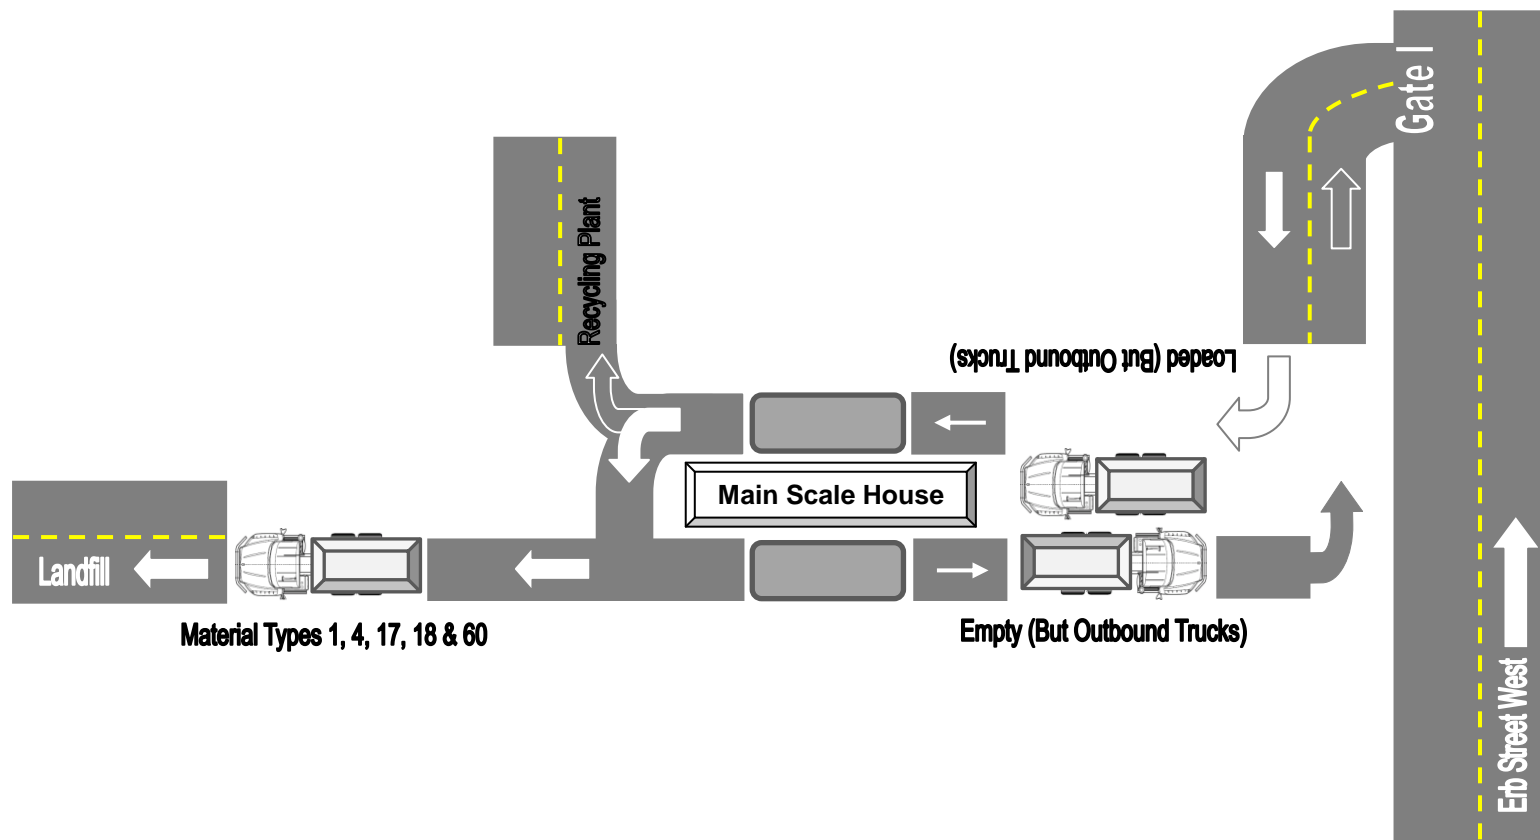 Gate I
Recycling Plant
Loaded (But Outbound Trucks)
Main Scale House
Landfill
Material Types 1, 4, 17, 18 & 60
Empty (But Outbound Trucks)
Erb Street West